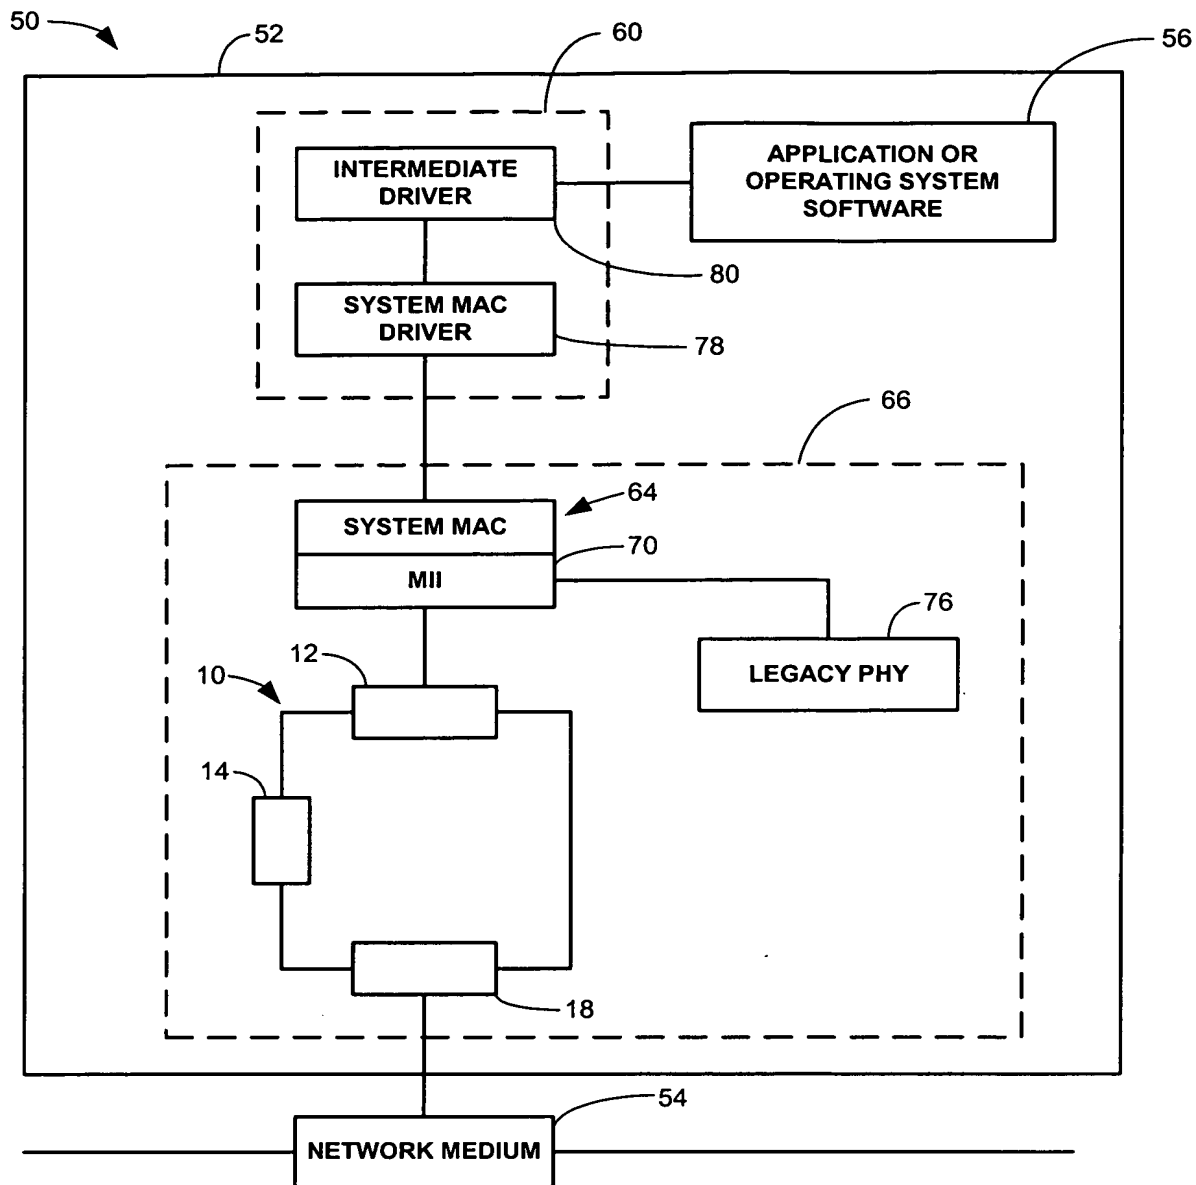 50
52
60
56
INTERMEDIATE
DRIVER
APPLICATION OR
OPERATING SYSTEM
SOFTWARE
80
SYSTEM MAC
DRIVER
78
66
SYSTEM MAC
64
70
MII
76
12
LEGACY PHY
10
14
18
54
NETWORK MEDIUM